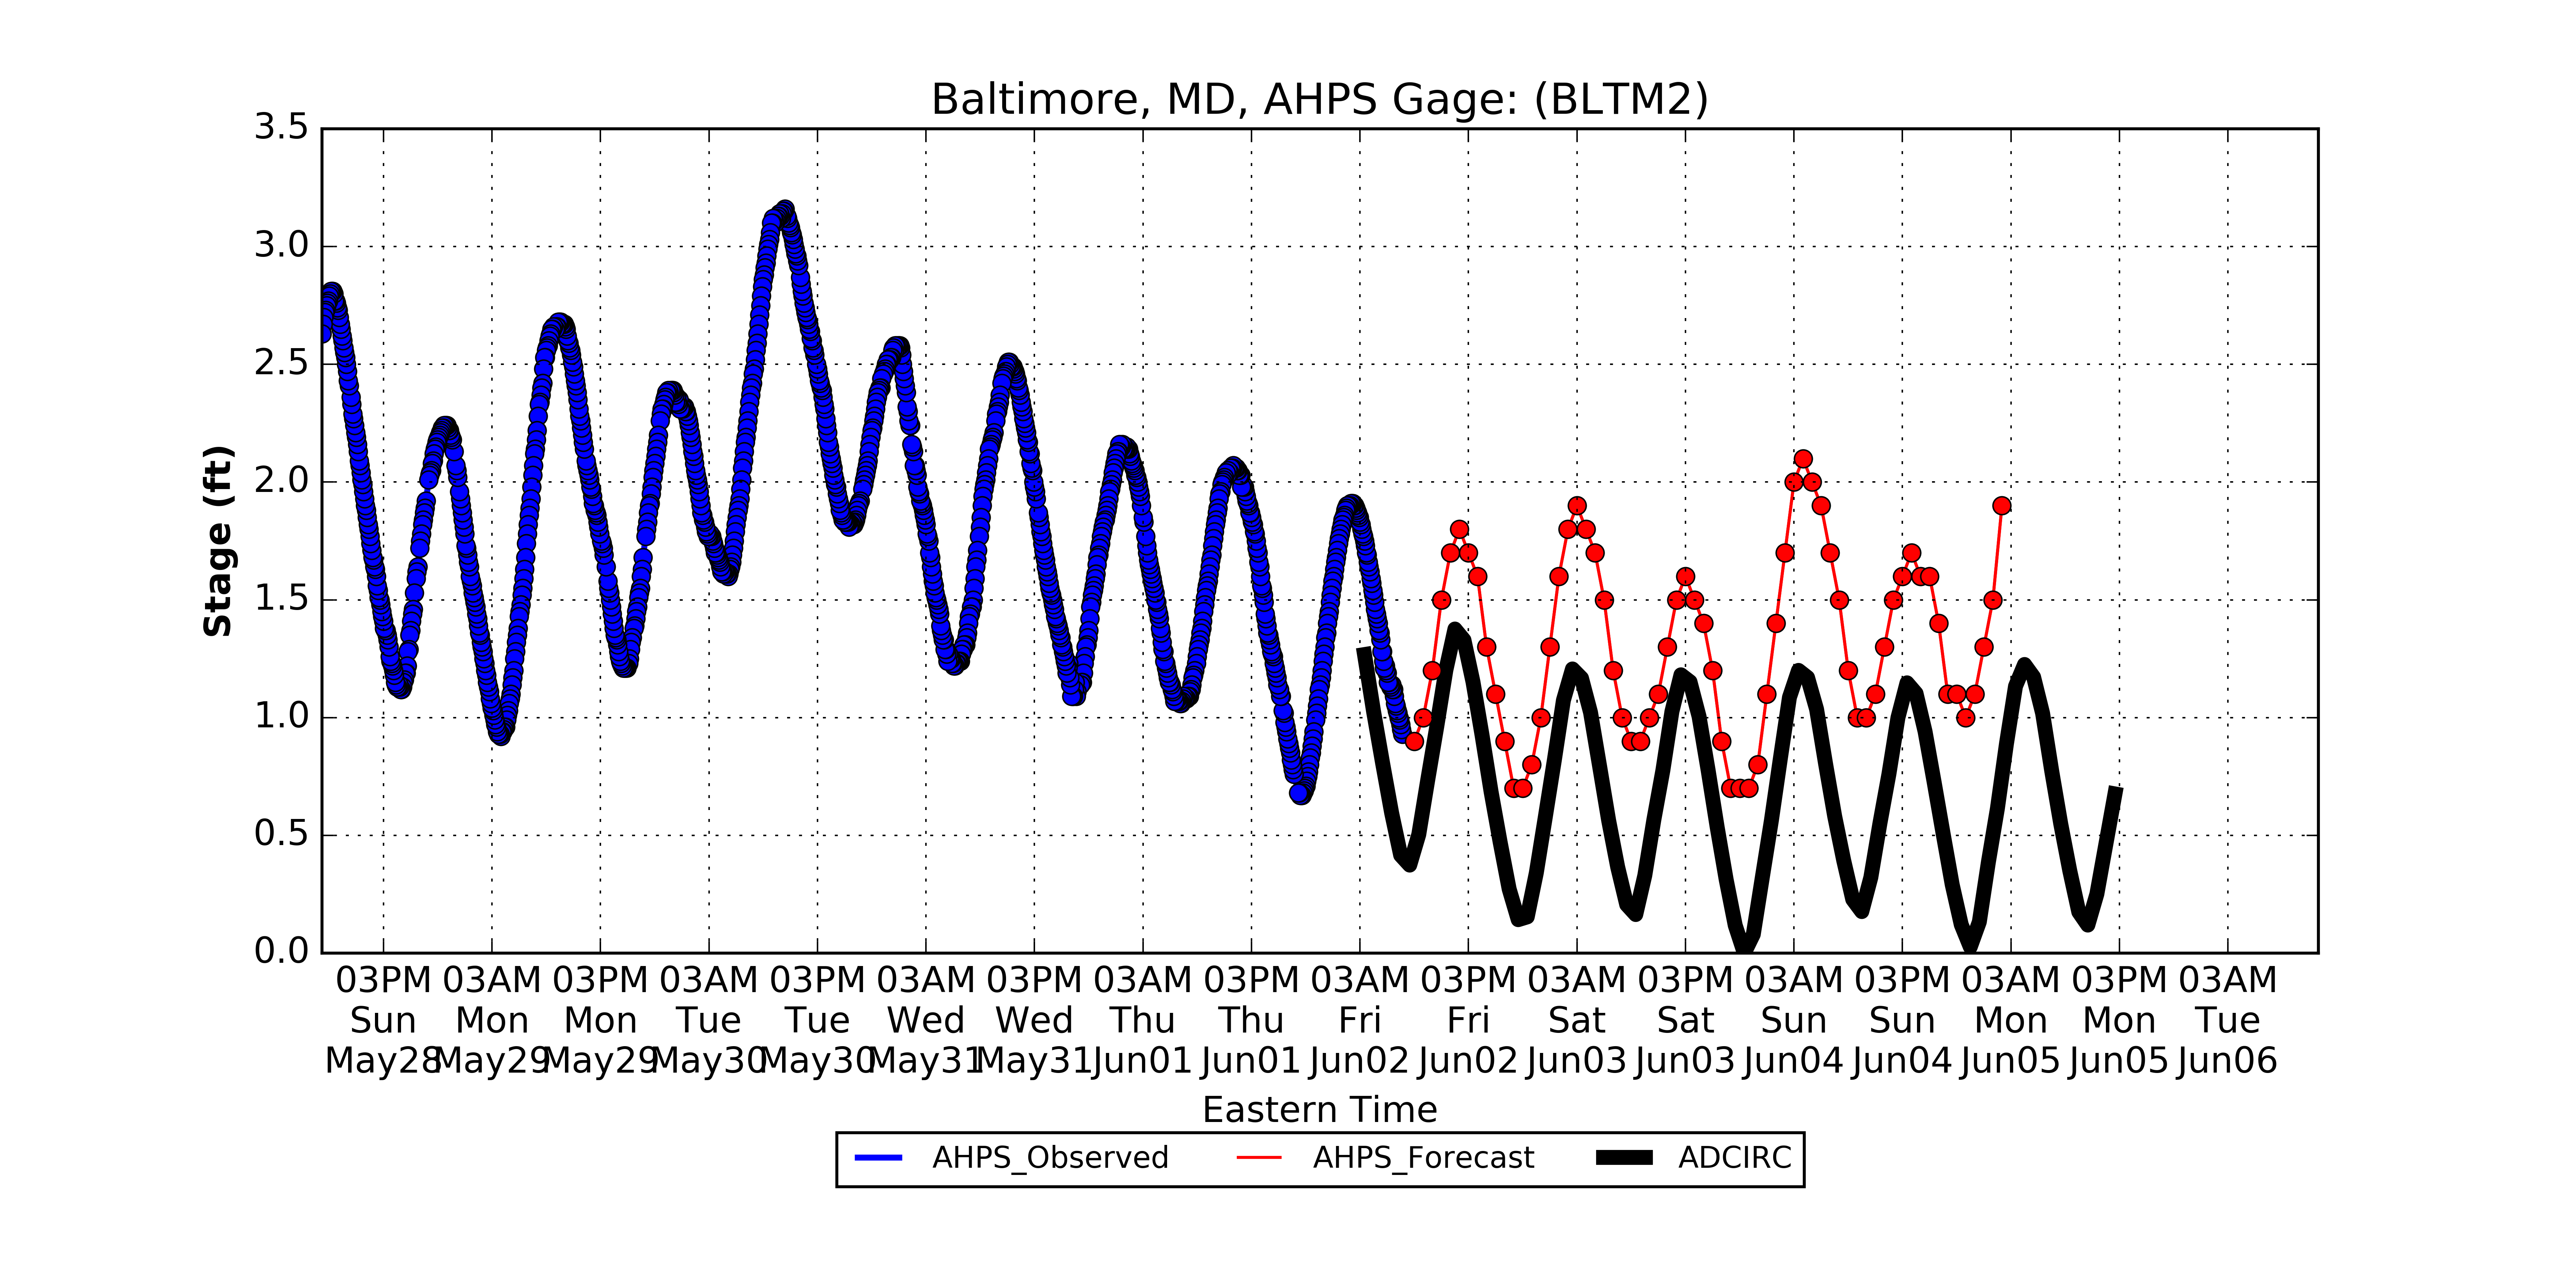 Baltimore, MD, AHPS Gage: (BLTM2)
3.5
3.0
2.5
2.0
1.5
1.0
0.5
0.0
Stage (ft)
03PM 03AM 03PM 03AM 03PM 03AM 03PM 03AM 03PM 03AM 03PM 03AM 03PM 03AM 03PM 03AM 03PM 03AM
Sun Mon Mon Tue Tue Wed Wed Thu Thu Fri Fri Sat Sat Sun Sun Mon Mon Tue
May28 May29 May29 May30 May30 May31 May31 Jun01 Jun01 Jun02 Jun02 Jun03 Jun03 Jun04 Jun04 Jun05 Jun05 Jun06
Eastern Time
AHPS_Observed AHPS_Forecast ADCIRC